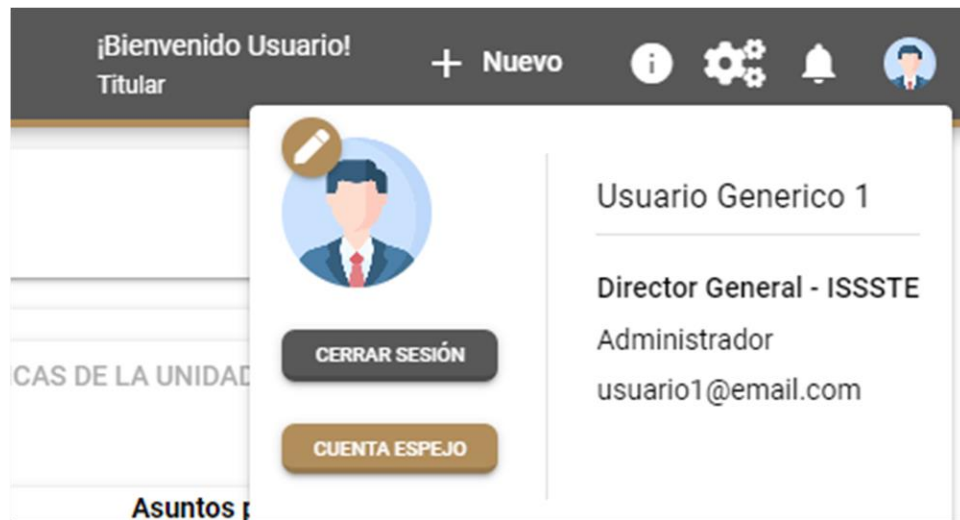 ¡Bienvenido Usuario!
Titular
+ Nuevo
Usuario Generico 1
Director General - ISSSTE
Administrador
usuario1@email.com
CERRAR SESIÓN
CUENTA ESPEJO
CAS DE LA UNIDAD
Asuntos p